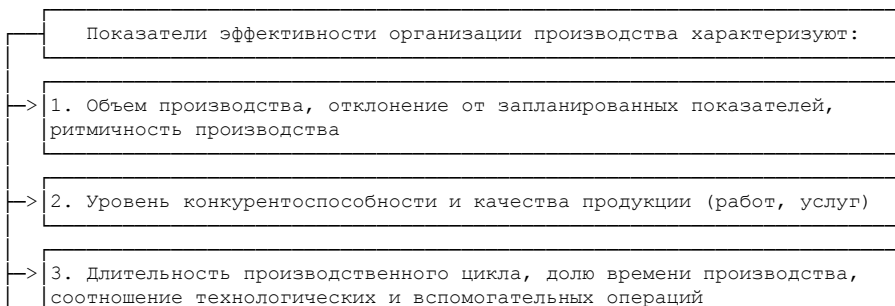 Показатели эффективности организации производства характеризуют:
1. Объем производства, отклонение от запланированных показателей,
ритмичность производства
2. Уровень конкурентоспособности и качества продукции (работ, услуг)
3. Длительность производственного цикла, долю времени производства,
соотношение технологических и вспомогательных операций